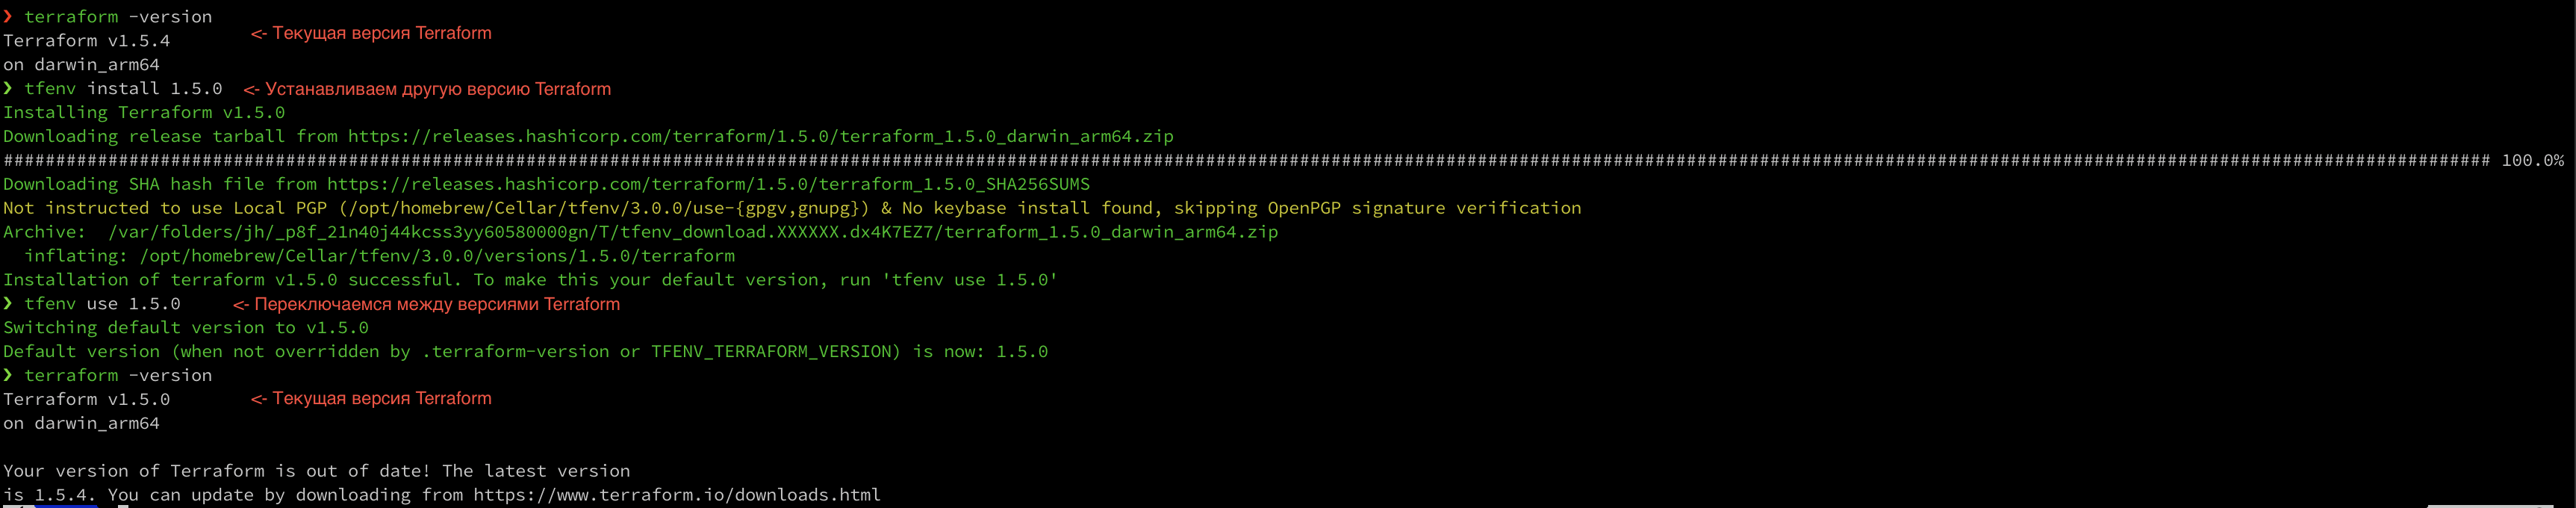 ❯ terraform -version
Terraform v1.5.4 <- Текущая версия Terraform
on darwin_arm64
❯ tfenv install 1.5.0 <- Устанавливаем другую версию Terraform
Installing Terraform v1.5.0
Downloading release tarball from https://releases.hashicorp.com/terraform/1.5.0/terraform_1.5.0_darwin_arm64.zip
############################################################################################################################################################################################################################################## 100.0%
Downloading SHA hash file from https://releases.hashicorp.com/terraform/1.5.0/terraform_1.5.0_SHA256SUMS
Not instructed to use Local PGP (/opt/homebrew/Cellar/tfenv/3.0.0/use-{gpgv,gnupg}) & No keybase install found, skipping OpenPGP signature verification
Archive:  /var/folders/jh/_p8f_21n40j44kcss3yy60580000gn/T/tfenv_download.XXXXXX.dx4K7EZ7/terraform_1.5.0_darwin_arm64.zip
  inflating: /opt/homebrew/Cellar/tfenv/3.0.0/versions/1.5.0/terraform
Installation of terraform v1.5.0 successful. To make this your default version, run 'tfenv use 1.5.0'
❯ tfenv use 1.5.0 <- Переключаемся между версиями Terraform
Switching default version to v1.5.0
Default version (when not overridden by .terraform-version or TFENV_TERRAFORM_VERSION) is now: 1.5.0
❯ terraform -version
Terraform v1.5.0 <- Текущая версия Terraform
on darwin_arm64
Your version of Terraform is out of date! The latest version
is 1.5.4. You can update by downloading from https://www.terraform.io/downloads.html